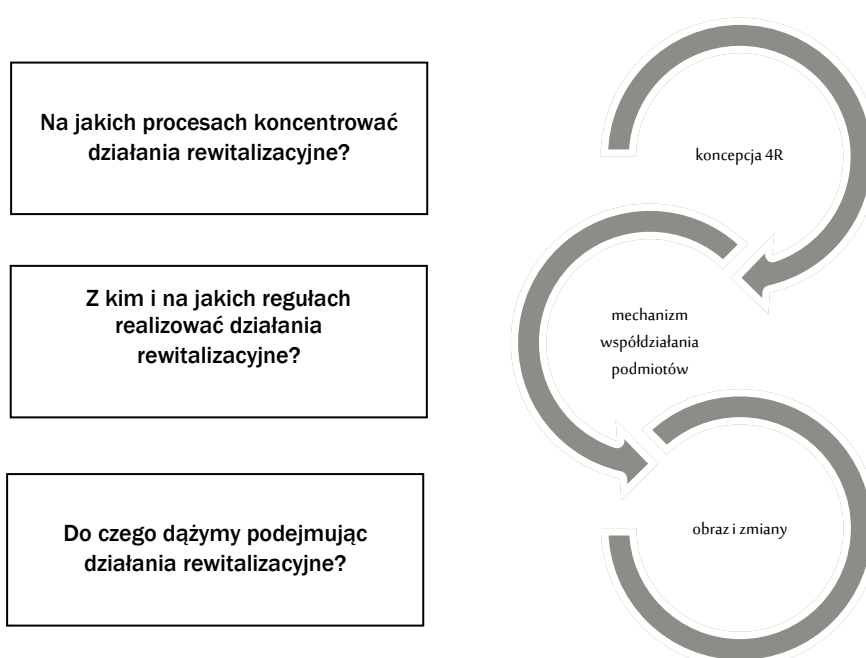 Na jakich procesach koncentrować
działania rewitalizacyjne?
koncepcja 4R
Z kim i na jakich regułach
realizować działania
rewitalizacyjne?
mechanizm
współdziałania
podmiotów
Do czego dążymy podejmując
działania rewitalizacyjne?
obraz i zmiany